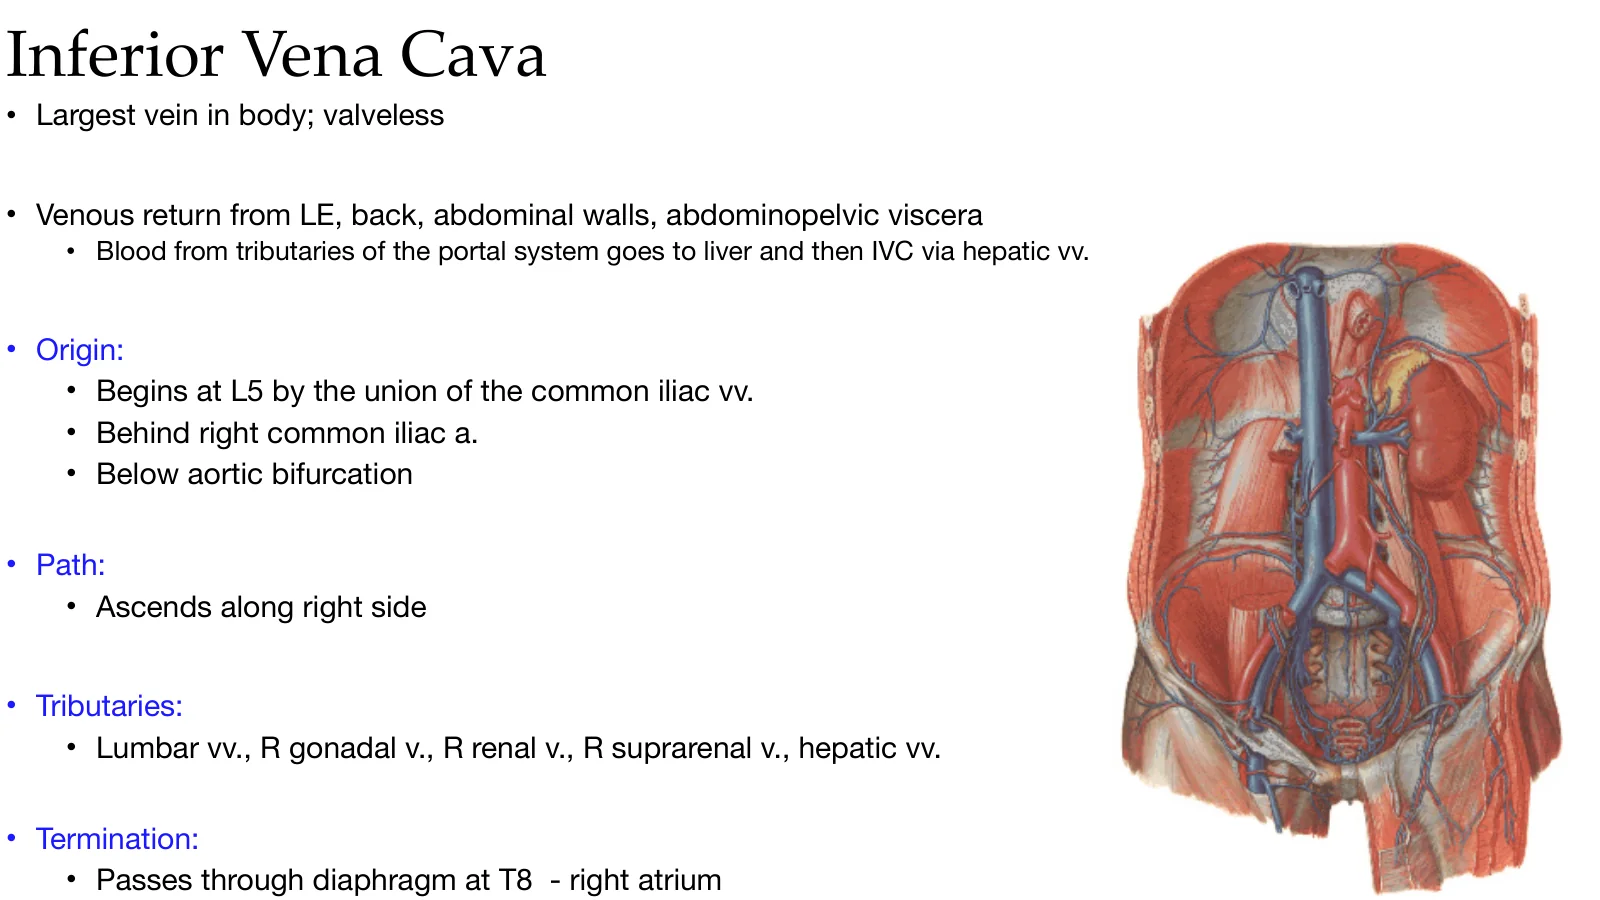 Inferior Vena Cava
• Largest vein in body; valveless
• Venous return from LE, back, abdominal walls, abdominopelvic viscera
• Blood from tributaries of the portal system goes to liver and then IVC via hepatic vv.
• Origin:
• Begins at L5 by the union of the common iliac vv.
• Behind right common iliac a.
• Below aortic bifurcation
• Path:
• Ascends along right side
• Tributaries:
• Lumbar vv., R gonadal v., R renal v., R suprarenal v., hepatic vv.
• Termination:
• Passes through diaphragm at T8  - right atrium